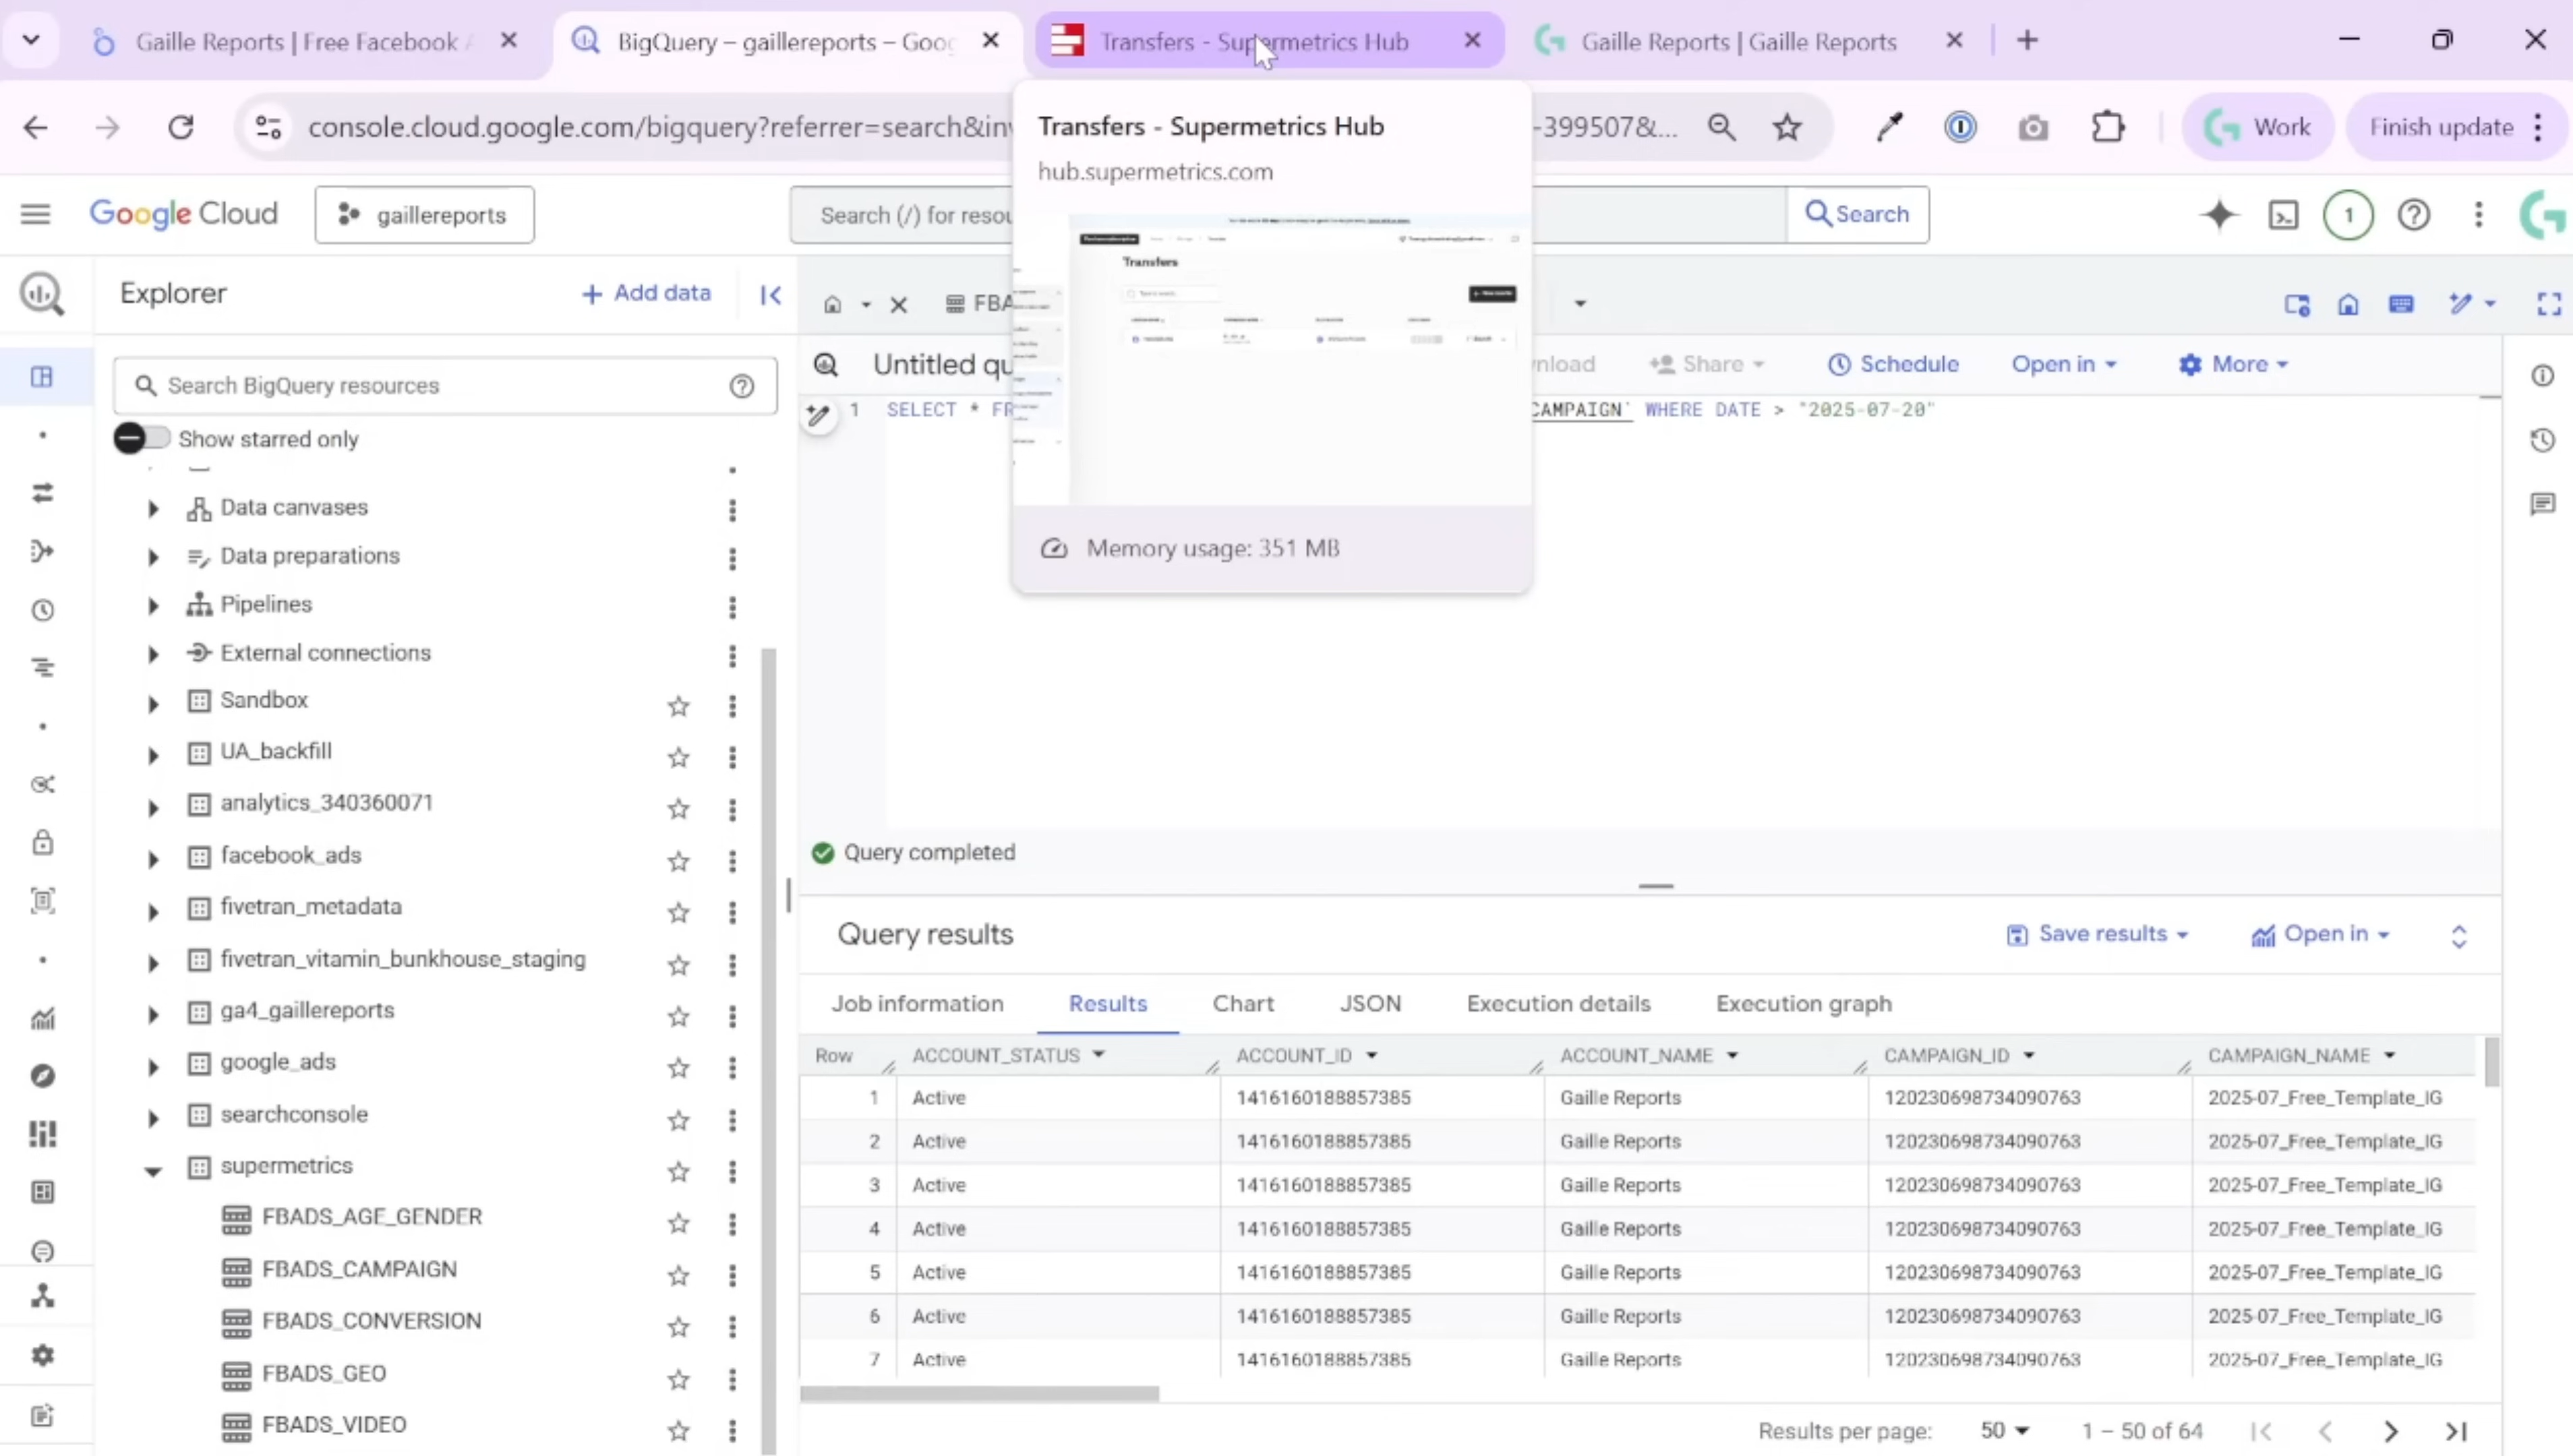 Gaille Reports | Free Facebook A
BigQuery – gaillereports – Goog
Transfers - Supermetrics Hub
Gaille Reports | Gaille Reports
console.cloud.google.com/bigquery?referrer=search&inv
-399507&...
Work
Finish update
Transfers - Supermetrics Hub
hub.supermetrics.com
Transfers
Memory usage: 351 MB
Google Cloud
gaillereports
Search (/) for resou
Search
1
Explorer
+ Add data
FBA
Search BigQuery resources
Untitled qu
nload
Share
Schedule
Open in
More
1 SELECT * FR
CAMPAIGN` WHERE DATE > "2025-07-20"
Show starred only
Data canvases
Data preparations
Pipelines
External connections
Sandbox
UA_backfill
analytics_340360071
facebook_ads
fivetran_metadata
fivetran_vitamin_bunkhouse_staging
ga4_gaillereports
google_ads
searchconsole
supermetrics
FBADS_AGE_GENDER
FBADS_CAMPAIGN
FBADS_CONVERSION
FBADS_GEO
FBADS_VIDEO
Query completed
Query results
Save results
Open in
Job information Results Chart JSON Execution details Execution graph
Row ACCOUNT_STATUS ACCOUNT_ID ACCOUNT_NAME CAMPAIGN_ID CAMPAIGN_NAME
1 Active 1416160188857385 Gaille Reports 120230698734090763 2025-07_Free_Template_IG
2 Active 1416160188857385 Gaille Reports 120230698734090763 2025-07_Free_Template_IG
3 Active 1416160188857385 Gaille Reports 120230698734090763 2025-07_Free_Template_IG
4 Active 1416160188857385 Gaille Reports 120230698734090763 2025-07_Free_Template_IG
5 Active 1416160188857385 Gaille Reports 120230698734090763 2025-07_Free_Template_IG
6 Active 1416160188857385 Gaille Reports 120230698734090763 2025-07_Free_Template_IG
7 Active 1416160188857385 Gaille Reports 120230698734090763 2025-07_Free_Template_IG
Results per page: 50 1 – 50 of 64